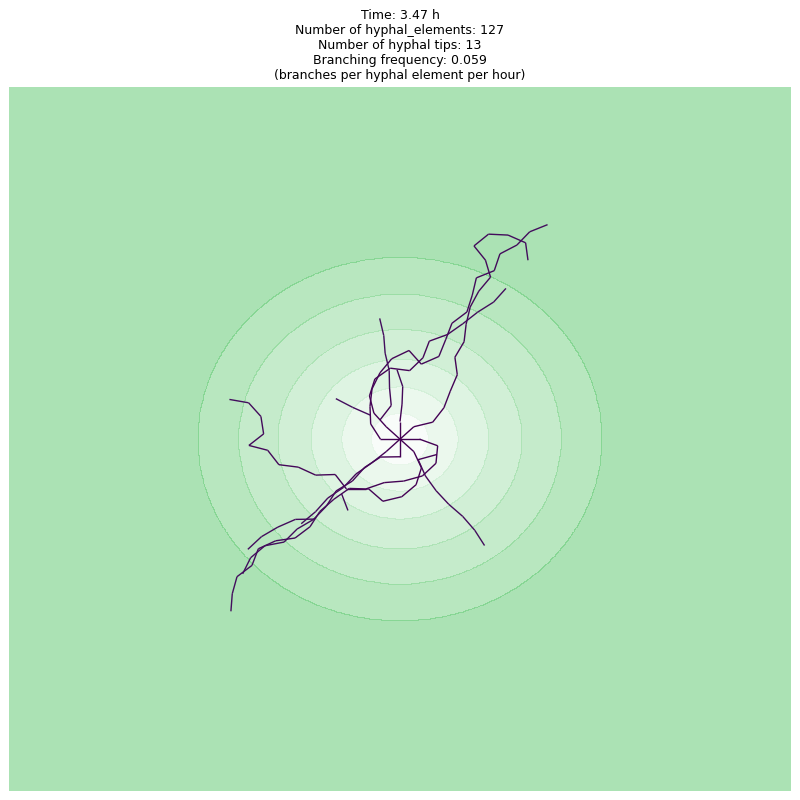 Time: 3.47 h
Number of hyphal_elements: 127
Number of hyphal tips: 13
Branching frequency: 0.059
(branches per hyphal element per hour)